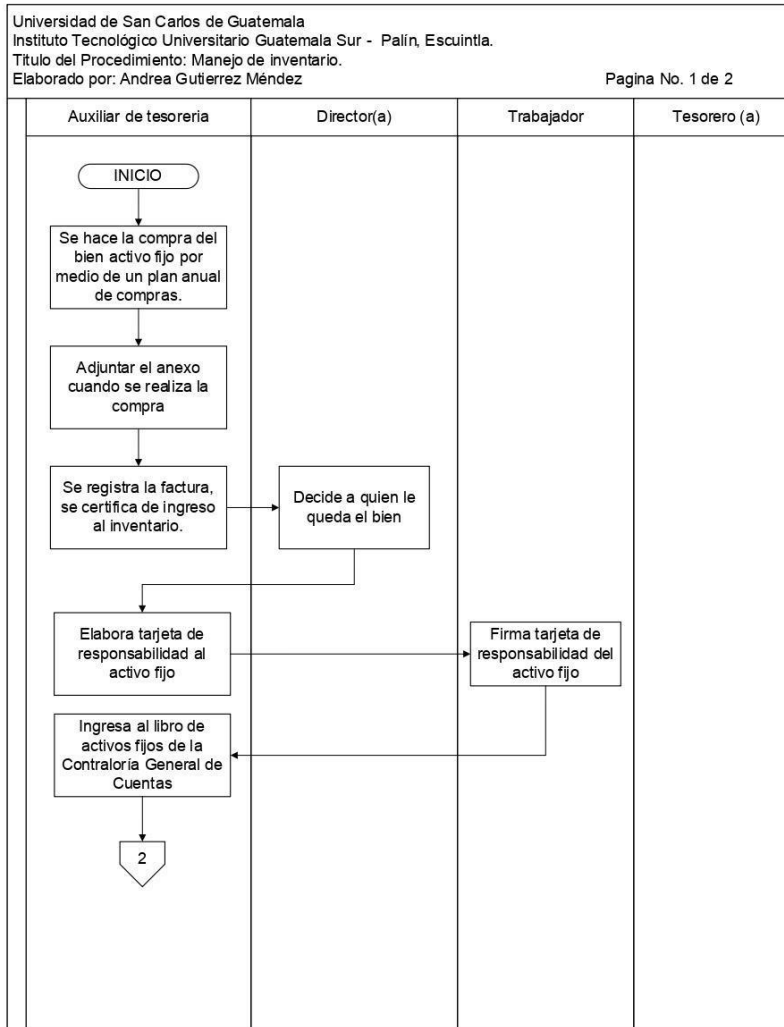 Universidad de San Carlos de Guatemala
Instituto Tecnológico Universitario Guatemala Sur - Palín, Escuintla.
Titulo del Procedimiento: Manejo de inventario.
Elaborado por: Andrea Gutierrez Méndez Pagina No. 1 de 2
Auxiliar de tesoreria Director(a) Trabajador Tesorero (a)
INICIO
Se hace la compra del
bien activo fijo por
medio de un plan anual
de compras.
Adjuntar el anexo
cuando se realiza la
compra
Se registra la factura,
se certifica de ingreso
al inventario.
Decide a quien le
queda el bien
Elabora tarjeta de
responsabilidad al
activo fijo
Firma tarjeta de
responsabilidad del
activo fijo
Ingresa al libro de
activos fijos de la
Contraloría General de
Cuentas
2